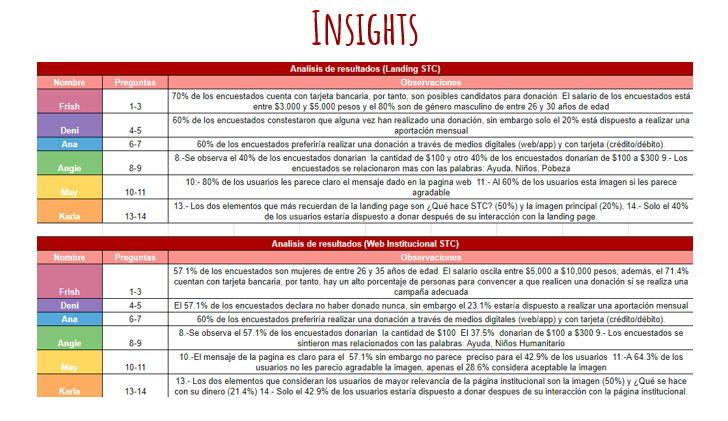 INSIGHTS
Analisis de resultados (Landing STC)
Nombre Preguntas Observaciones
70% de los encuestados cuenta con tarjeta bancaria, por tanto, son posibles candidatos para donación. El salario de los encuestados está
Frish 1-3 entre $3,000 y $5,000 pesos y el 80% son de género masculino de entre 26 y 30 años de edad
60% de los encuestados constestaron que alguna vez han realizado una donación, sin embargo solo el 20% está dispuesto a realizar una
Deni 4-5 aportación mensual
Ana 6-7 60% de los encuestados preferiría realizar una donación a través de medios digitales (web/app) y con tarjeta (crédito/débito).
8.-Se observa el 40% de los encuestados donarian la cantidad de $100 y otro 40% de los encuestados donarian de $100 a $300 9.- Los
Angie 8-9 encuestados se relacionaron mas con las palabras: Ayuda, Niños, Pobeza
10:- 80% de los usuarios les parece claro el mensaje dado en la pagina web 11:- Al 60% de los usuarios esta imagen si les parece
May 10-11 agradable
13.- Los dos elementos que más recuerdan de la landing page son ¿Qué hace STC? (50%) y la imagen principal (20%), 14.- Solo el 40%
Karla 13-14 de los usuarios estaría dispuesto a donar después de su interacción con la landing page.
Analisis de resultados (Web Institucional STC)
Nombre Preguntas Observaciones
57.1% de los encuestados son mujeres de entre 26 y 35 años de edad. El salario oscila entre $5,000 a $10,000 pesos; además, el 71.4%
cuentan con tarjeta bancaria, por tanto, hay un alto porcentaje de personas para convencer a que realicen una donación si se realiza una
Frish 1-3 campaña adecuada
Deni 4-5 El 57.1% de los encuestados declara no haber donado nunca, sin embargo el 23.1% estaría dispuesto a realizar una aportación mensual
Ana 6-7 60% de los encuestados preferiría realizar una donación a través de medios digitales (web/app) y con tarjeta (crédito/débito).
8.-Se observa el 57.1% de los encuestados donarian la cantidad de $100 El 37.5% donarian de $100 a $300 9.- Los encuestados se
Angie 8-9 sintieron mas relacionados con las palabras: Ayuda, Niños Humanitario
10.-El mensaje de la pagina es claro para el 57.1% sin embargo no parece preciso para el 42.9% de los usuarios 11:-A 64.3% de los
May 10-11 usuarios no les parecio agradable la imagen, apenas el 28.6% considera aceptable la imagen
13.- Los dos elementos que consideran los usuarios de mayor relevancia de la página institucional son la imagen (50%) y ¿Qué se hace
Karla 13-14 con su dinero (21.4%) 14.- Solo el 42.9% de los usuarios estaría dispuesto a donar despues de su interacción con la página institucional.